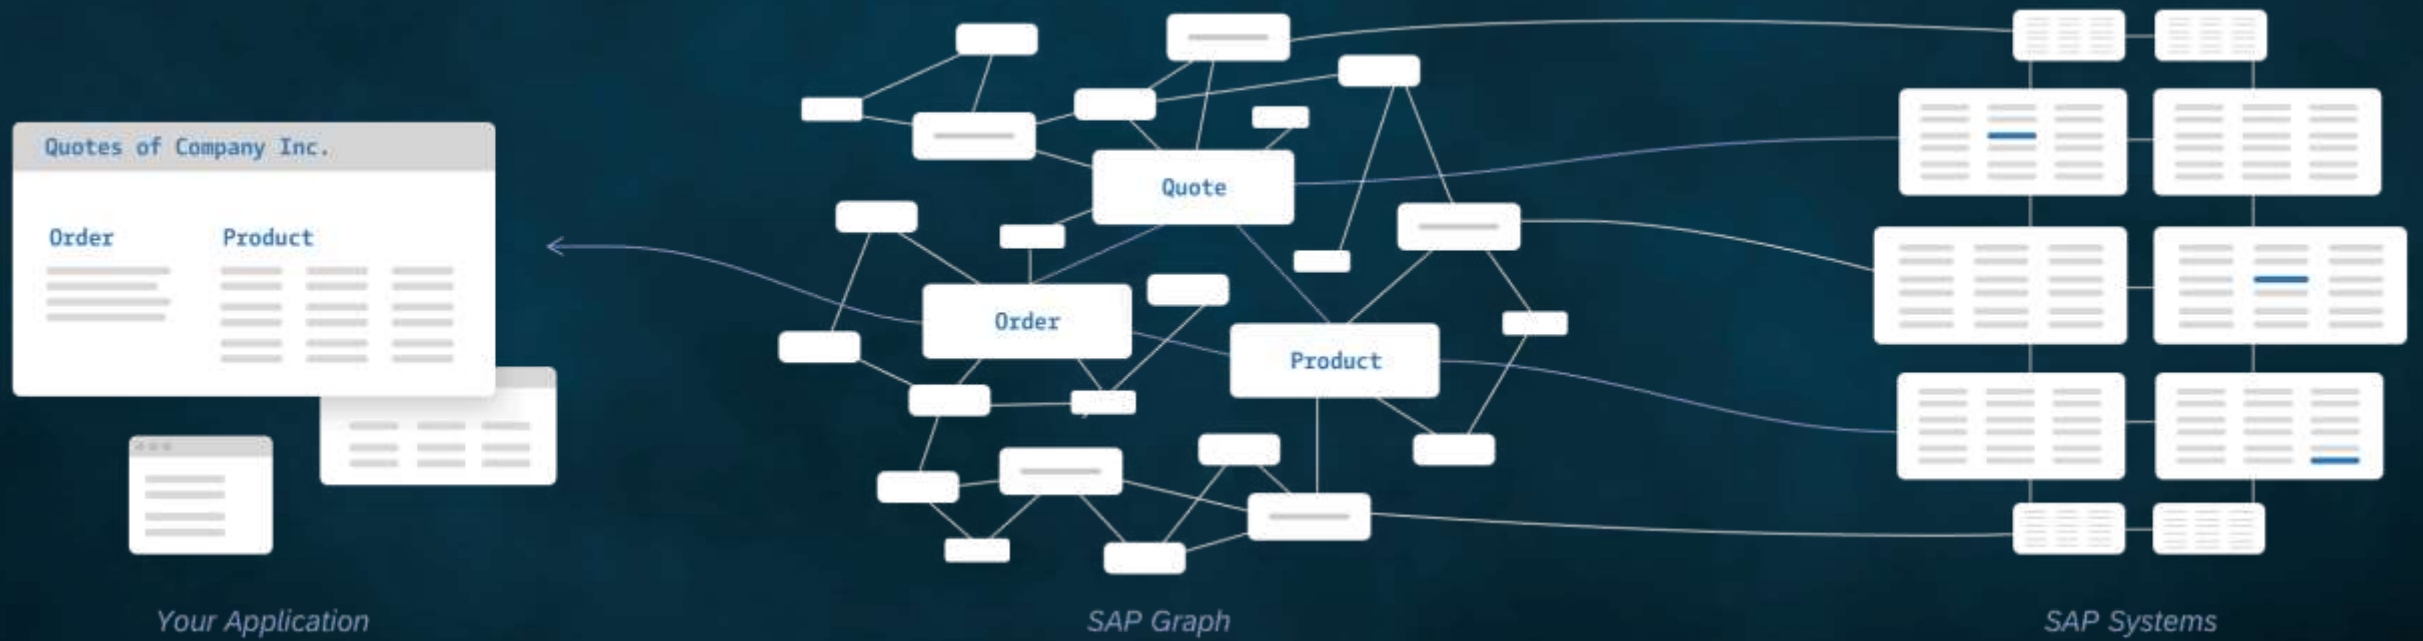 Quotes of Company Inc.
Order
Product
Quote
Order
Product
Your Application
SAP Graph
SAP Systems